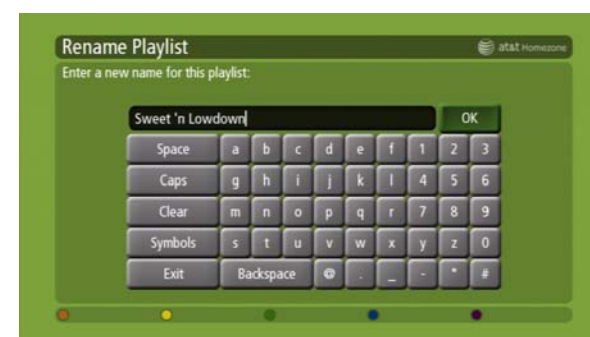 Rename Playlist at&t Homezone
Enter a new name for this playlist:
Sweet 'n Lowdown OK
Space a b c d e f 1 2 3
Caps g h i j k l 4 5 6
Clear m n o p q r 7 8 9
Symbols s t u v w x y z 0
Exit Backspace @ . _ - * #